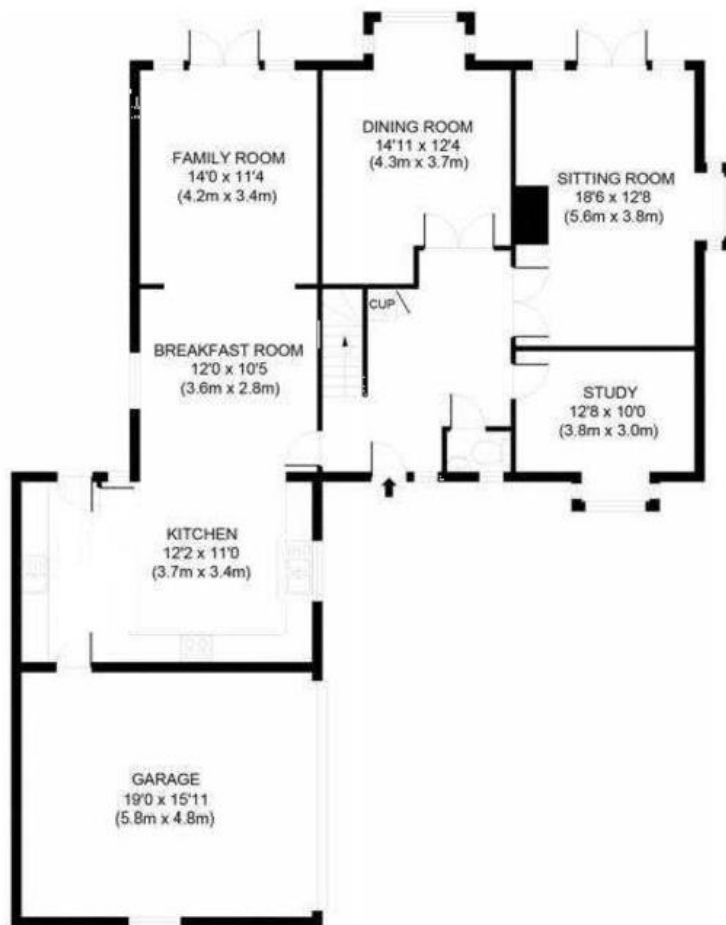 FAMILY ROOM
14'0 x 11'4
(4.2m x 3.4m)
DINING ROOM
14'11 x 12'4
(4.3m x 3.7m)
SITTING ROOM
18'6 x 12'8
(5.6m x 3.8m)
CUP
BREAKFAST ROOM
12'0 x 10'5
(3.6m x 2.8m)
STUDY
12'8 x 10'0
(3.8m x 3.0m)
KITCHEN
12'2 x 11'0
(3.7m x 3.4m)
GARAGE
19'0 x 15'11
(5.8m x 4.8m)